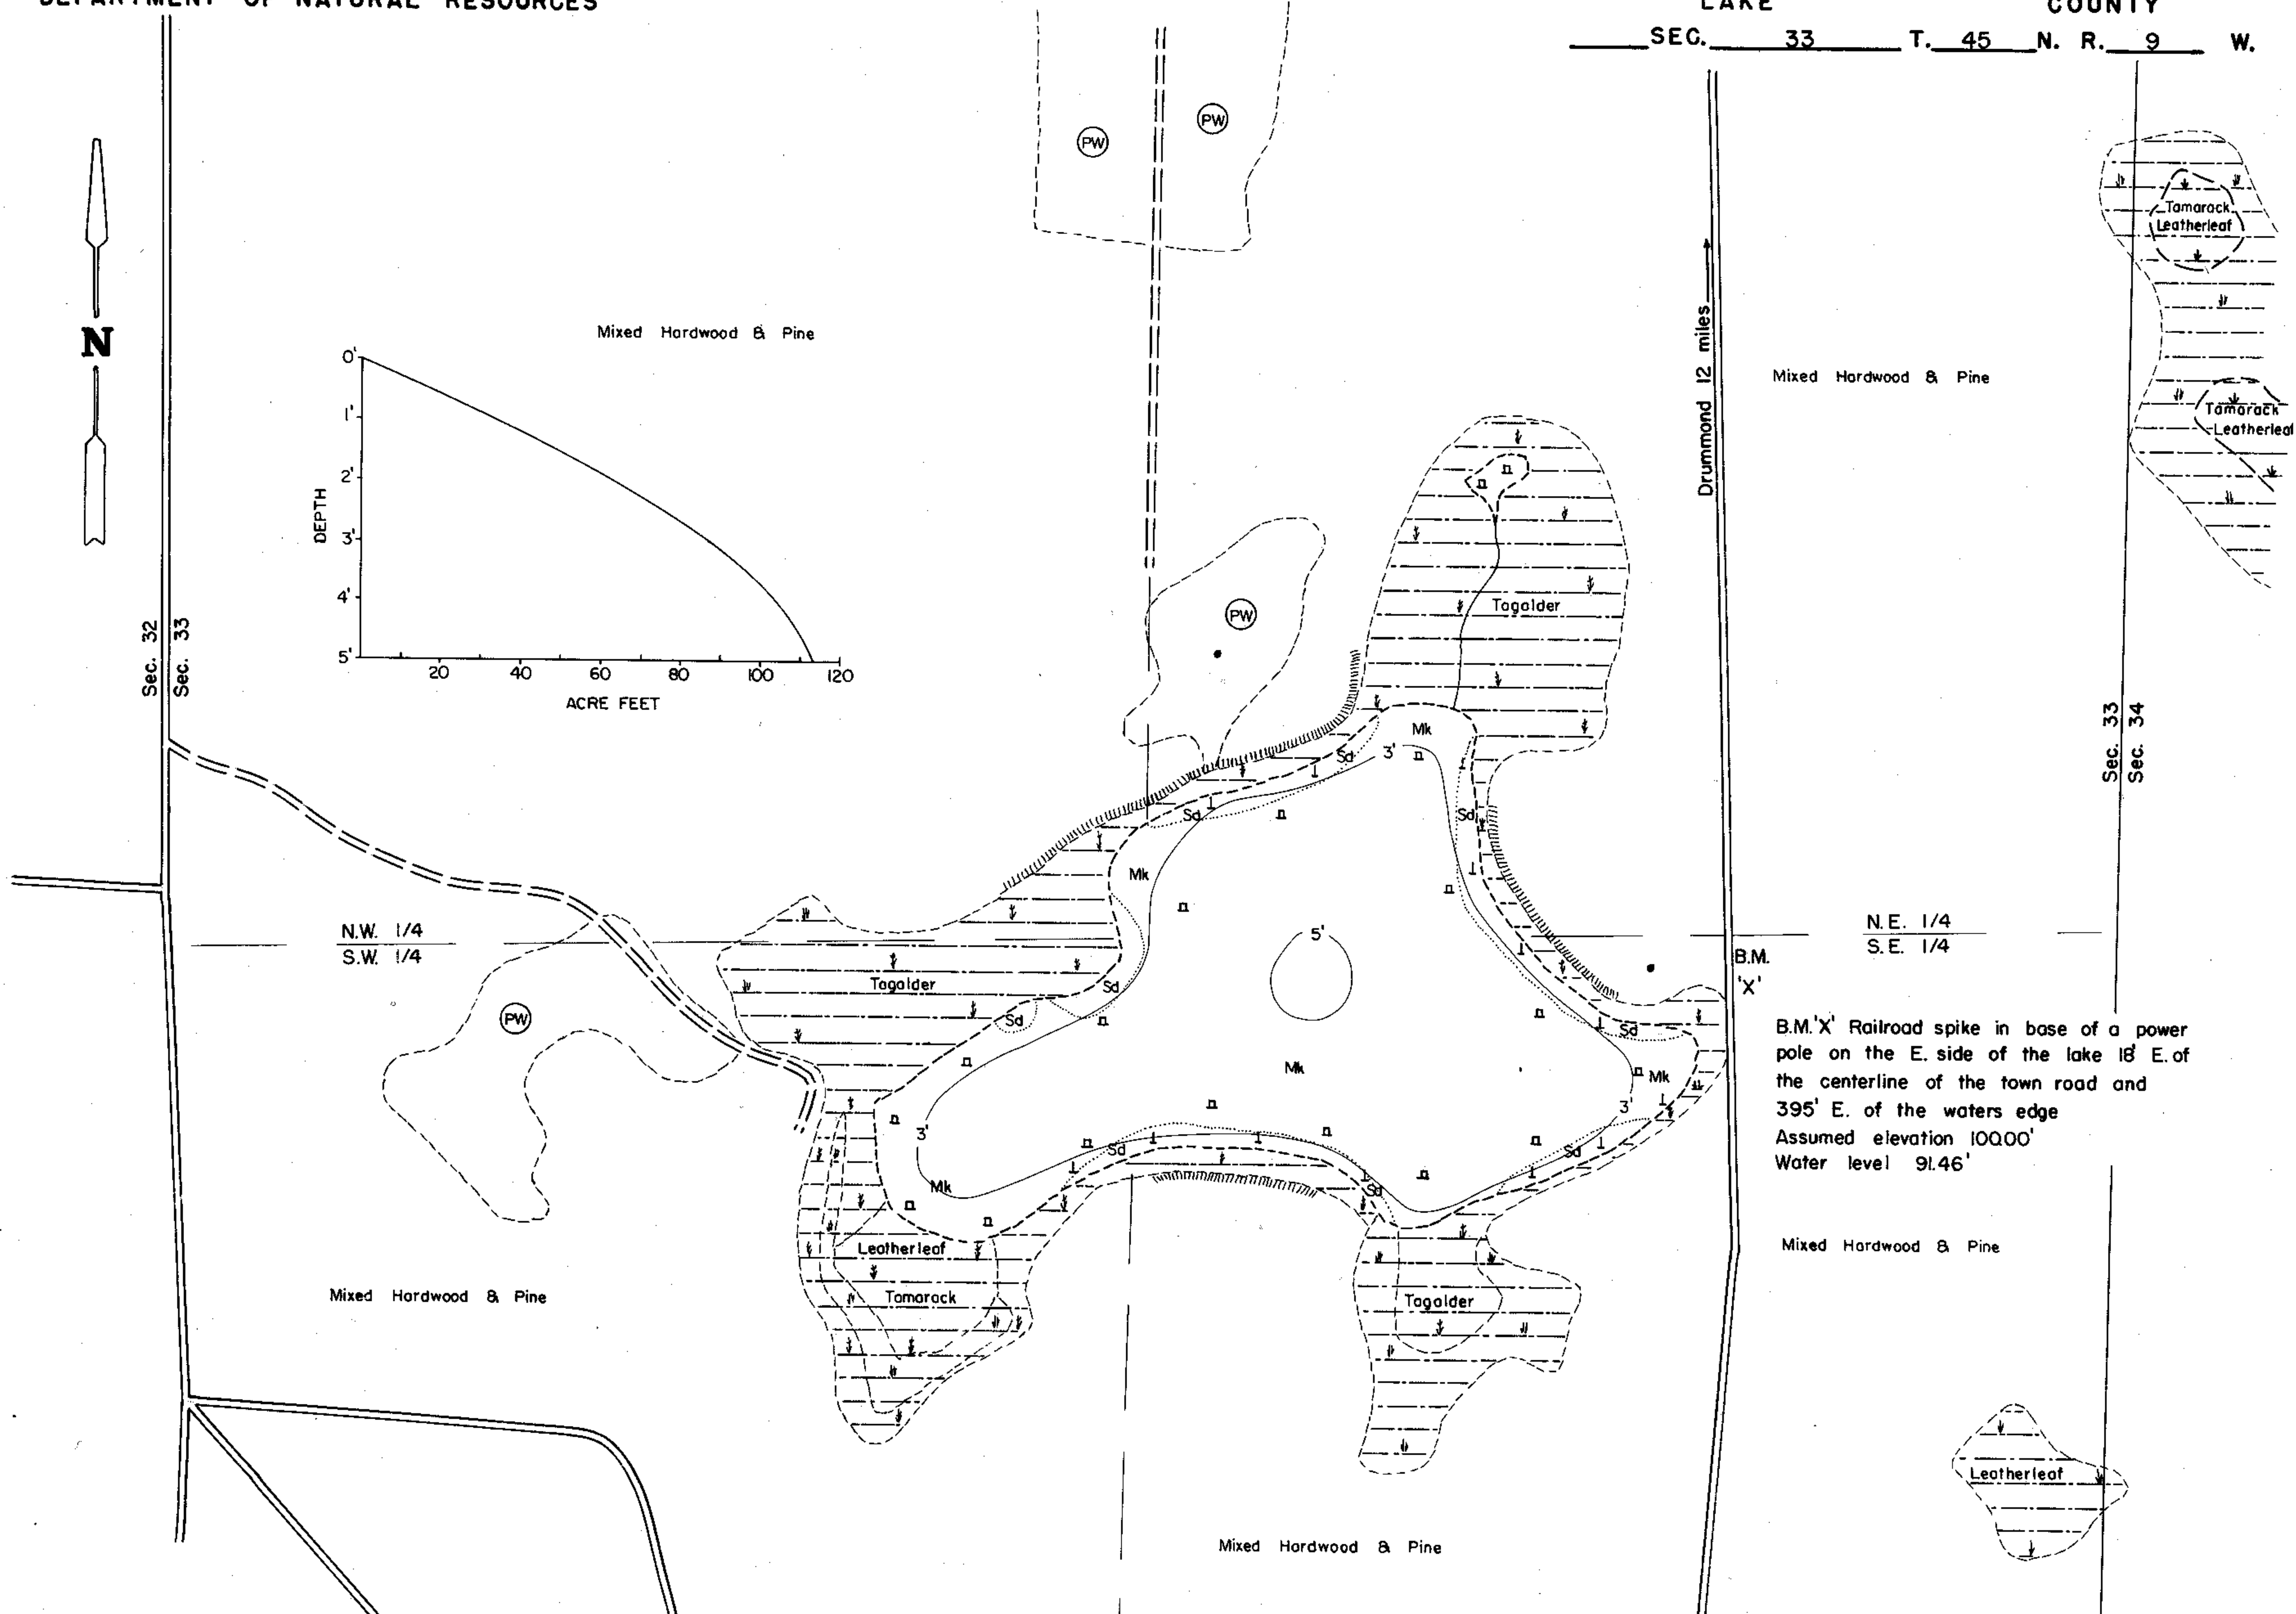 DEPARTMENT OF NATURAL RESOURCES
LAKE COUNTY
SEC. 33 T. 45 N. R. 9 W.
PW
PW
Tamarack
Leatherleaf
N
Mixed Hardwood & Pine
Drummond 12 miles
Mixed Hardwood & Pine
Tamarack
Leatherleaf
0'
1'
2'
3'
4'
5'
DEPTH
20 40 60 80 100 120
ACRE FEET
n
n
Tagalder
PW
Sec. 32
Sec. 33
Sec. 33
Sec. 34
Mk
Sd
3'
n
Sd
n
Sd
Mk
n
n
N.W. 1/4
S.W. 1/4
5'
N.E. 1/4
S.E. 1/4
B.M.
'X'
Tagalder
Sd
Sd
n
n
Sd
PW
B.M.'X' Railroad spike in base of a power
pole on the E. side of the lake 18' E. of
the centerline of the town road and
395' E. of the waters edge
Assumed elevation 100.00'
Water level 91.46'
n
Mk
n
Mk
3'
n
n
3'
n
n
Sd
n
Sd
Mk
n
Sd
n
n
Leatherleaf
Mixed Hardwood & Pine
Mixed Hardwood & Pine
Tamarack
Tagalder
Leatherleaf
Mixed Hardwood & Pine